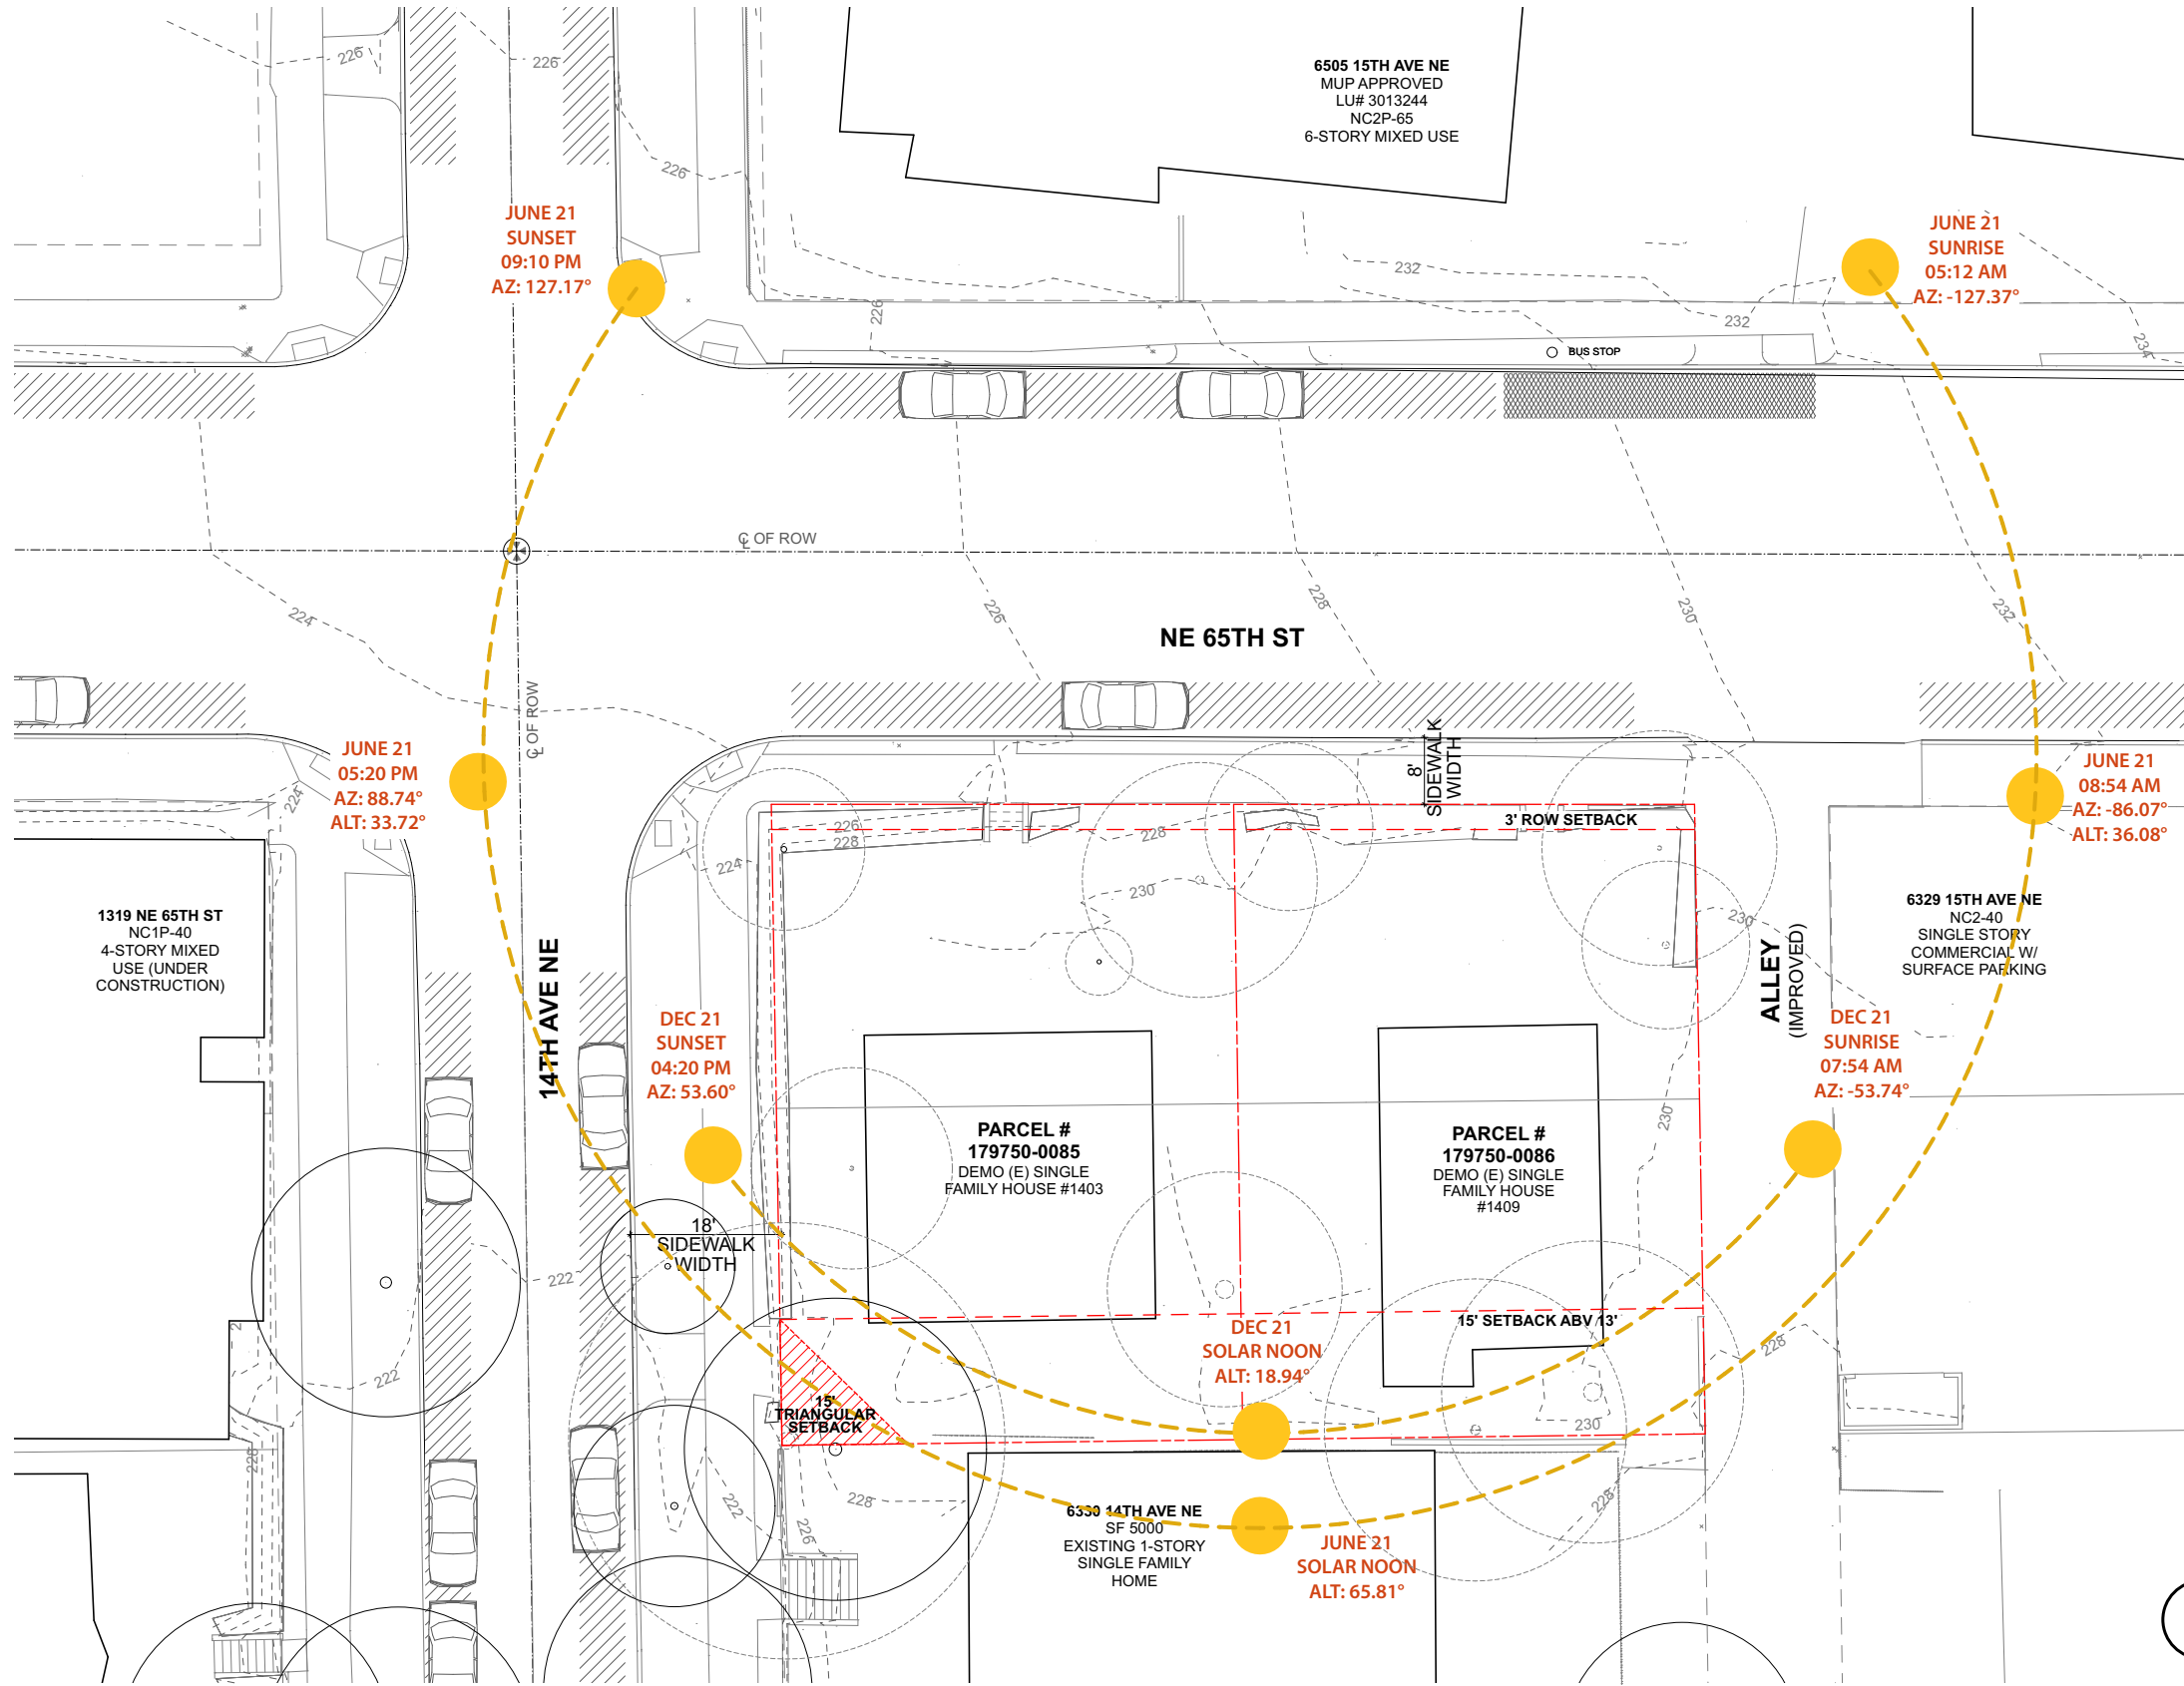 226
226
6505 15TH AVE NE
MUP APPROVED
LU# 3013244
NC2P-65
6-STORY MIXED USE
226
JUNE 21
SUNSET
09:10 PM
AZ: 127.17°
JUNE 21
SUNRISE
05:12 AM
AZ: -127.37°
232
226
232
234
BUS STOP
℄ OF ROW
224
226
228
230
232
NE 65TH ST
℄ OF ROW
8'
SIDEWALK
WIDTH
JUNE 21
05:20 PM
AZ: 88.74°
ALT: 33.72°
JUNE 21
08:54 AM
AZ: -86.07°
ALT: 36.08°
224
226
228
228
3' ROW SETBACK
224
230
230
1319 NE 65TH ST
NC1P-40
4-STORY MIXED
USE (UNDER
CONSTRUCTION)
6329 15TH AVE NE
NC2-40
SINGLE STORY
COMMERCIAL W/
SURFACE PARKING
14TH AVE NE
ALLEY
(IMPROVED)
DEC 21
SUNSET
04:20 PM
AZ: 53.60°
DEC 21
SUNRISE
07:54 AM
AZ: -53.74°
230
PARCEL #
179750-0085
DEMO (E) SINGLE
FAMILY HOUSE #1403
PARCEL #
179750-0086
DEMO (E) SINGLE
FAMILY HOUSE
#1409
18'
SIDEWALK
WIDTH
222
15' SETBACK ABV 13'
DEC 21
SOLAR NOON
ALT: 18.94°
228
222
15'
TRIANGULAR
SETBACK
230
228
222
228
226
228
6330 14TH AVE NE
SF 5000
EXISTING 1-STORY
SINGLE FAMILY
HOME
JUNE 21
SOLAR NOON
ALT: 65.81°